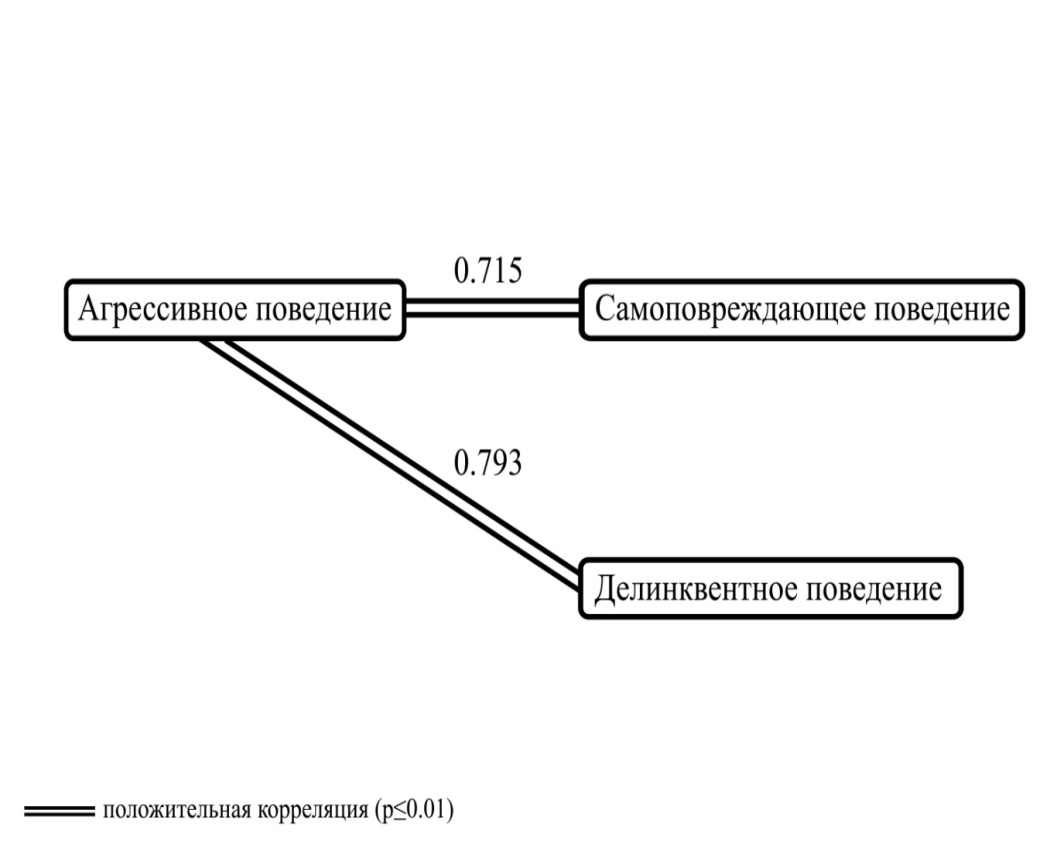 0.715
Агрессивное поведение
Самоповреждающее поведение
0.793
Делинквентное поведение
положительная корреляция (p≤0.01)